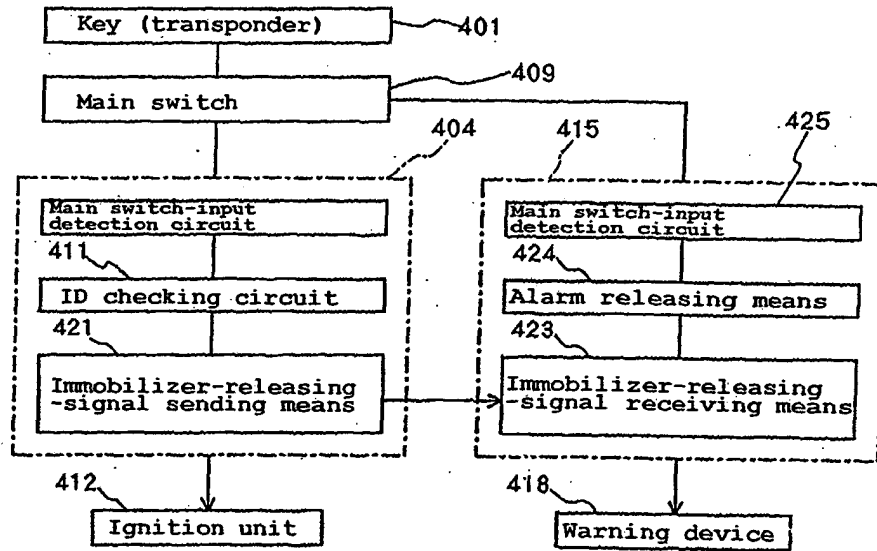 Key (transponder)
401
Main switch
409
404
415
425
Main switch-input
detection circuit
411
ID checking circuit
421
Immobilizer-releasing
-signal sending means
Main switch-input
detection circuit
424
Alarm releasing means
423
Immobilizer-releasing
-signal receiving means
412
Ignition unit
418
Warning device